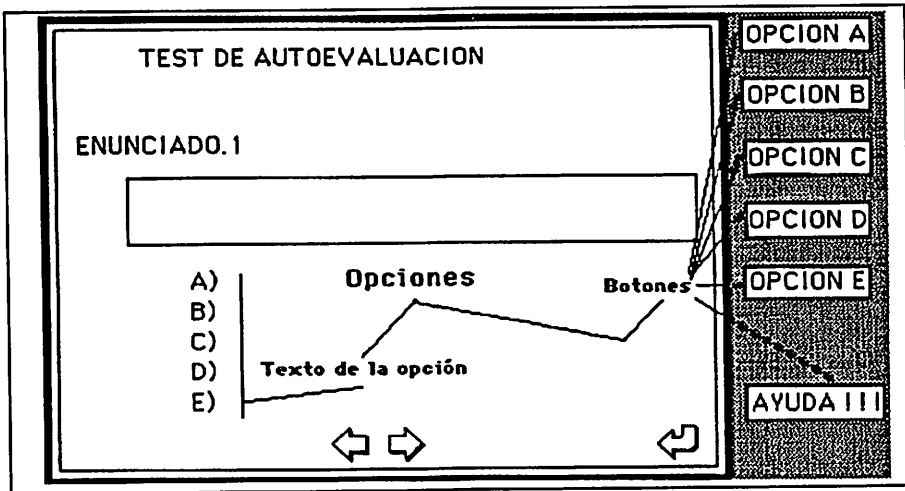 TEST DE AUTOEVALUACION
ENUNCIADO.1
A)
B)
C)
D)
E)
Opciones
Texto de la opción
Botones
OPCION A
OPCION B
OPCION C
OPCION D
OPCION E
AYUDA !!!